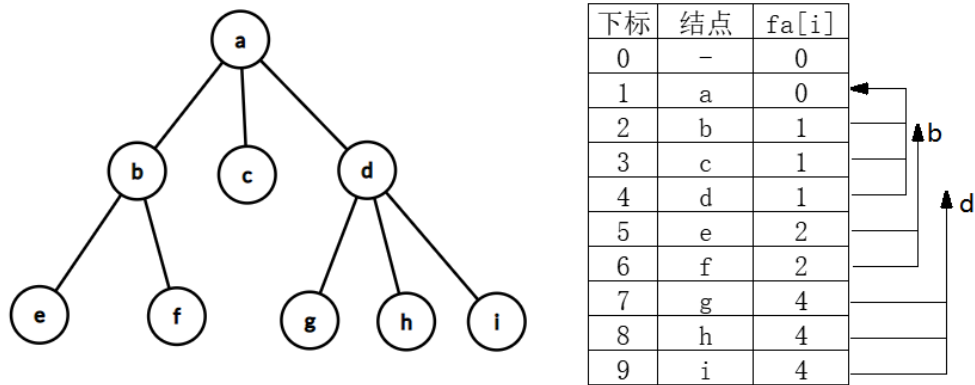 a
b c d
e f g h i
下标 结点 fa[i]
0 - 0
1 a 0
2 b 1
3 c 1
4 d 1
5 e 2
6 f 2
7 g 4
8 h 4
9 i 4
b
d